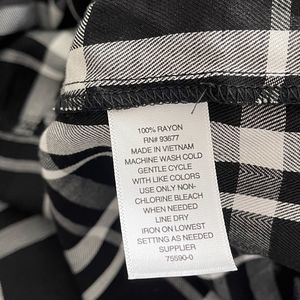 100% RAYON
RN# 93677
MADE IN VIETNAM
MACHINE WASH COLD
GENTLE CYCLE
WITH LIKE COLORS
USE ONLY NON-
CHLORINE BLEACH
WHEN NEEDED
LINE DRY
IRON ON LOWEST
SETTING AS NEEDED
SUPPLIER
75590-0